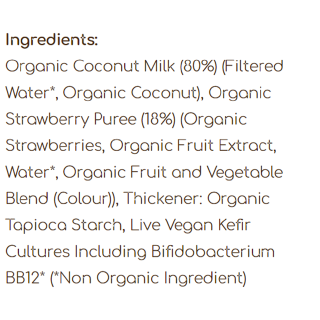 Ingredients:
Organic Coconut Milk (80%) (Filtered
Water*, Organic Coconut), Organic
Strawberry Puree (18%) (Organic
Strawberries, Organic Fruit Extract,
Water*, Organic Fruit and Vegetable
Blend (Colour)), Thickener: Organic
Tapioca Starch, Live Vegan Kefir
Cultures Including Bifidobacterium
BB12* (*Non Organic Ingredient)